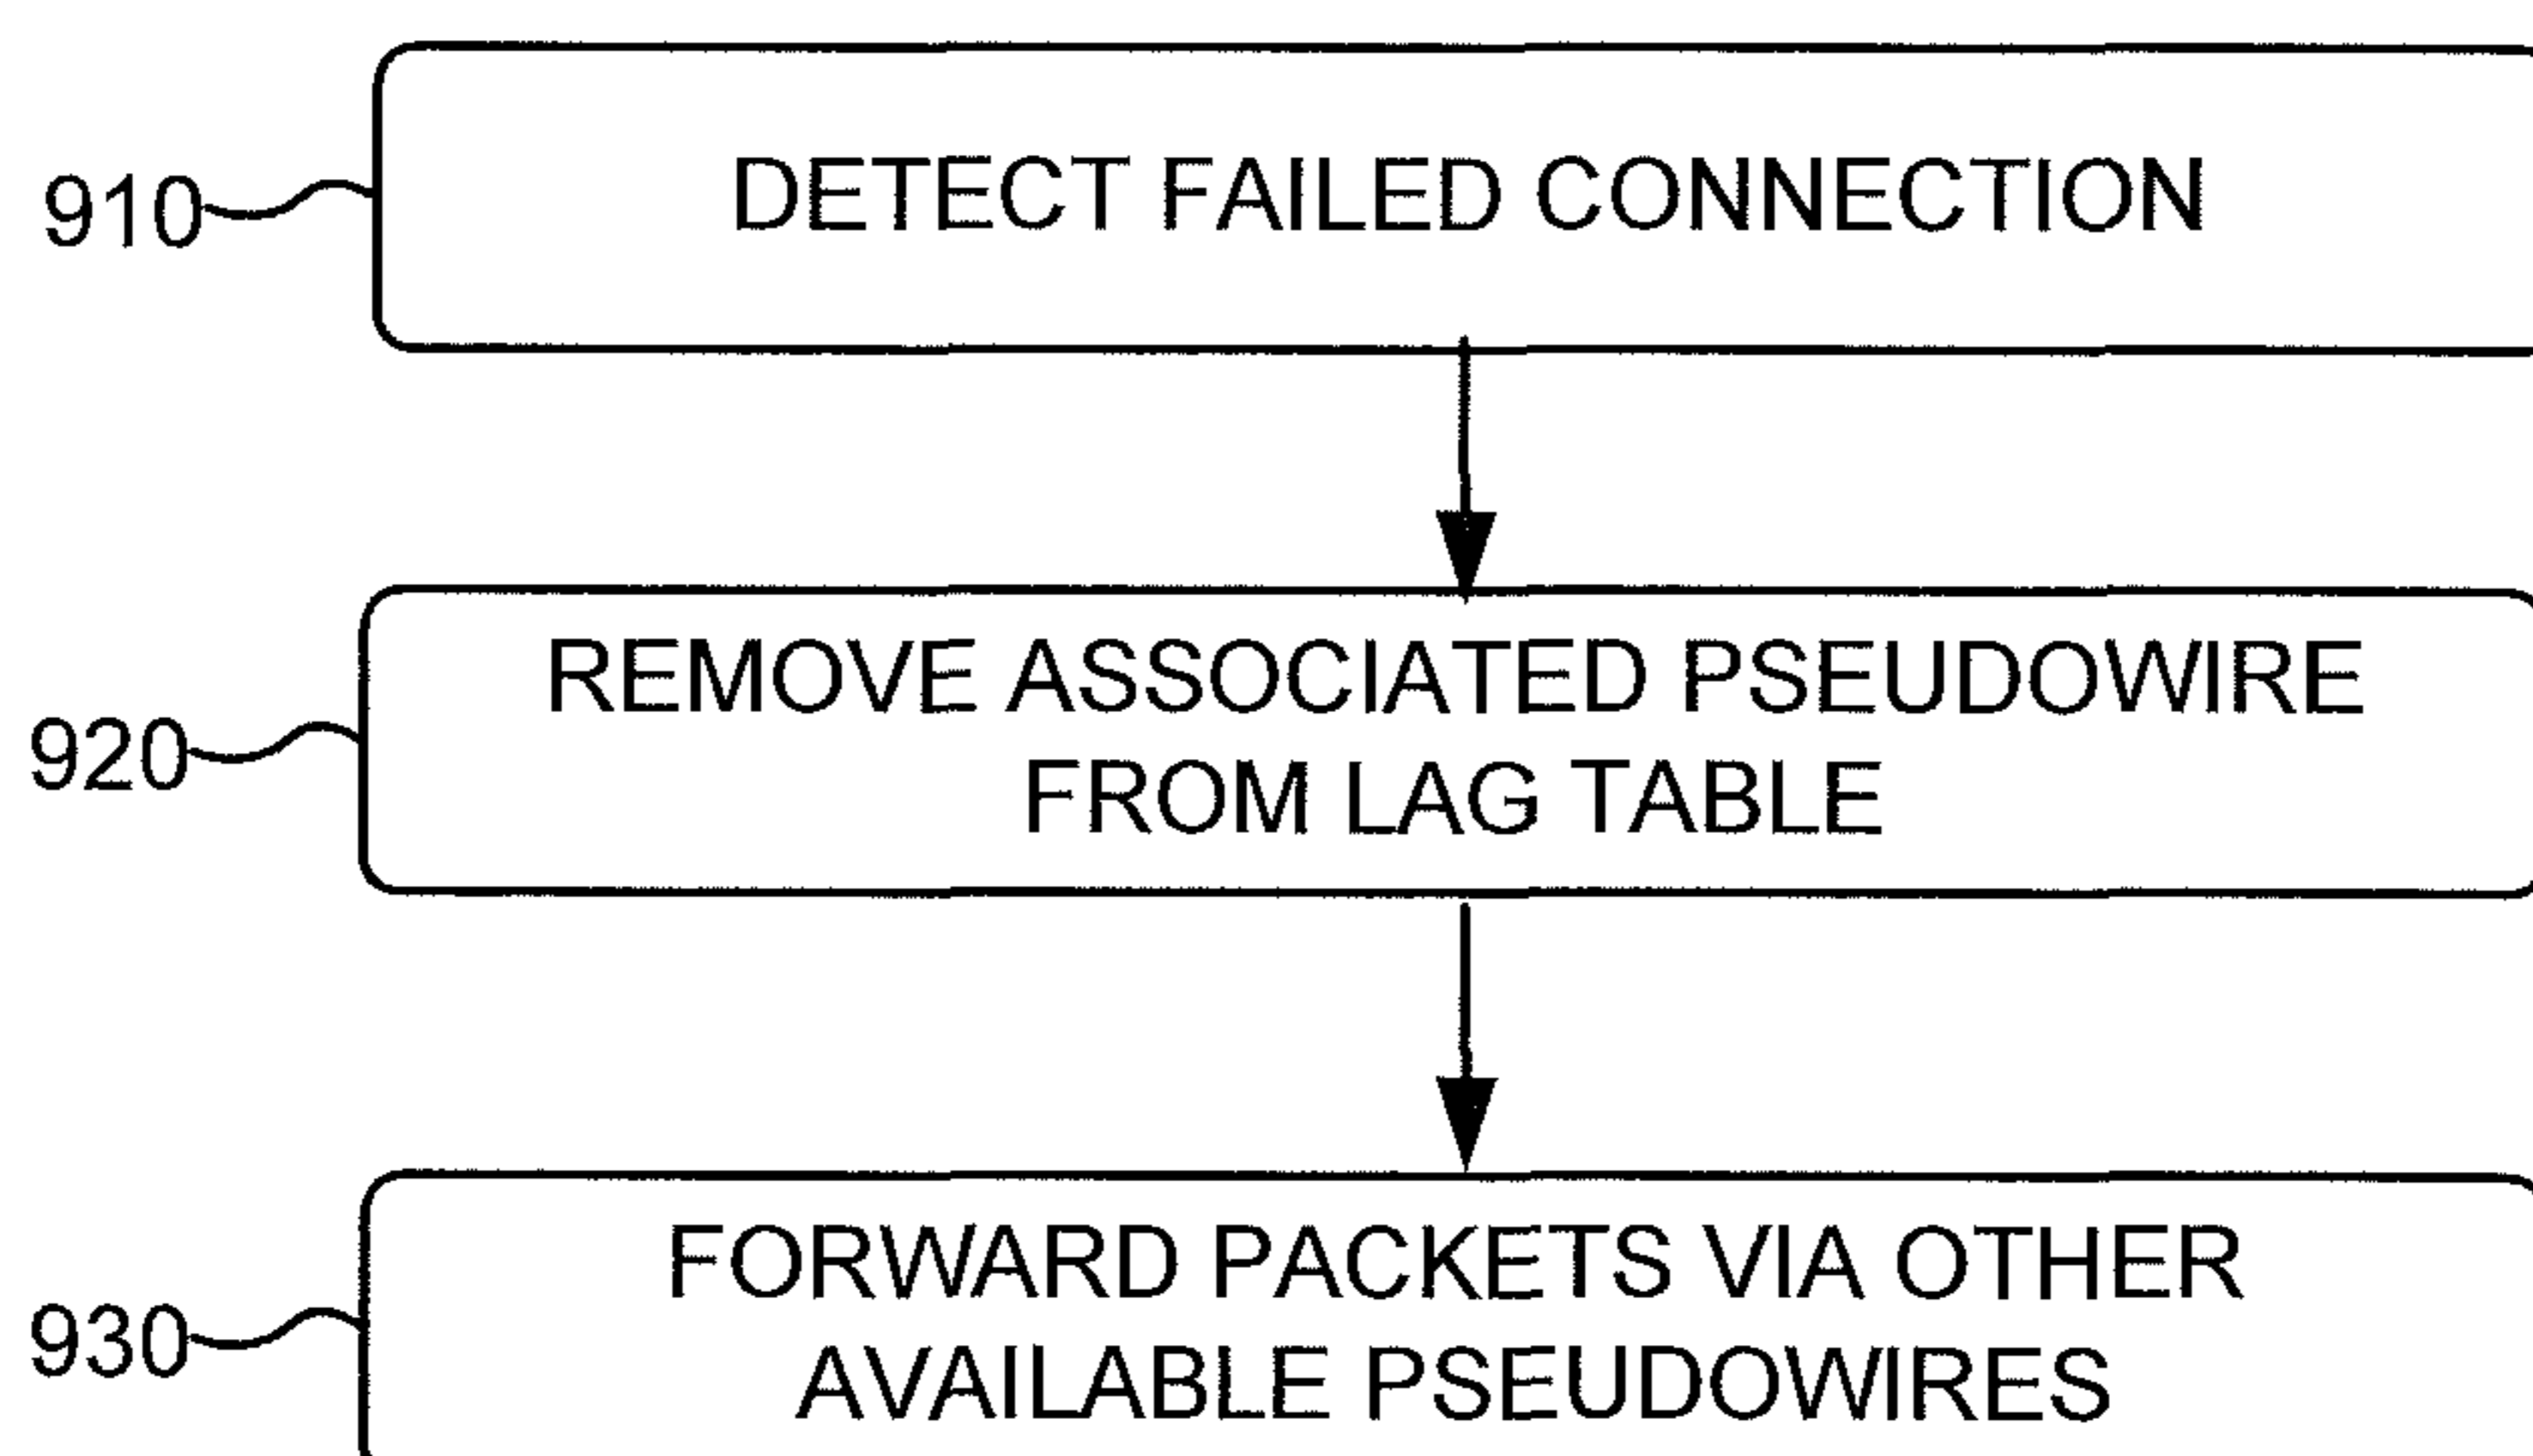 910
DETECT FAILED CONNECTION
920
REMOVE ASSOCIATED PSEUDOWIRE
FROM LAG TABLE
930
FORWARD PACKETS VIA OTHER
AVAILABLE PSEUDOWIRES